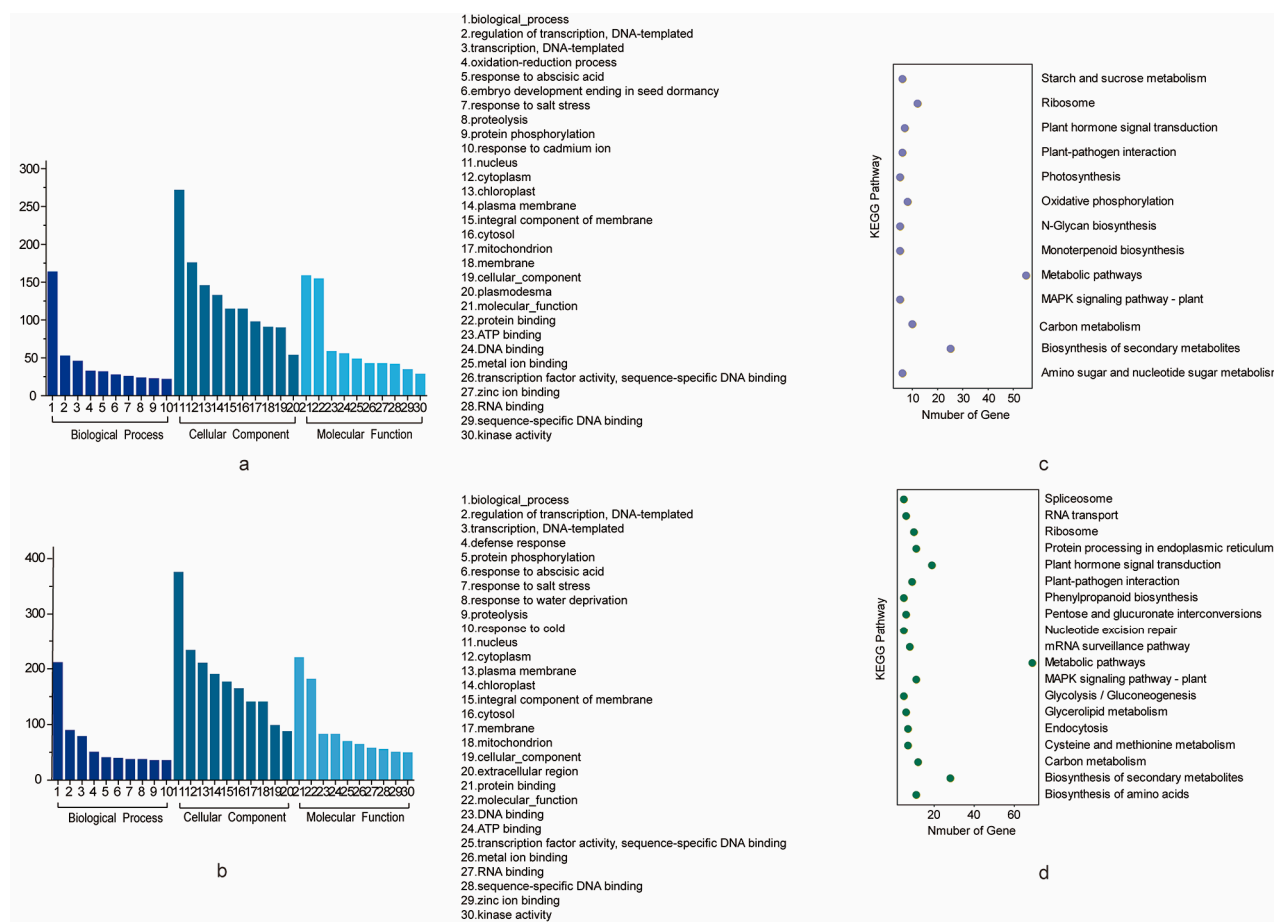 300
250
200
150
100
50
0
1 2 3 4 5 6 7 8 9 10 11 12 13 14 15 16 17 18 19 20 21 22 23 24 25 26 27 28 29 30
Biological Process Cellular Component Molecular Function
a
1.biological_process
2.regulation of transcription, DNA-templated
3.transcription, DNA-templated
4.oxidation-reduction process
5.response to abscisic acid
6.embryo development ending in seed dormancy
7.response to salt stress
8.proteolysis
9.protein phosphorylation
10.response to cadmium ion
11.nucleus
12.cytoplasm
13.chloroplast
14.plasma membrane
15.integral component of membrane
16.cytosol
17.mitochondrion
18.membrane
19.cellular_component
20.plasmodesma
21.molecular_function
22.protein binding
23.ATP binding
24.DNA binding
25.metal ion binding
26.transcription factor activity, sequence-specific DNA binding
27.zinc ion binding
28.RNA binding
29.sequence-specific DNA binding
30.kinase activity
KEGG Pathway
Starch and sucrose metabolism
Ribosome
Plant hormone signal transduction
Plant-pathogen interaction
Photosynthesis
Oxidative phosphorylation
N-Glycan biosynthesis
Monoterpenoid biosynthesis
Metabolic pathways
MAPK signaling pathway - plant
Carbon metabolism
Biosynthesis of secondary metabolites
Amino sugar and nucleotide sugar metabolism
10 20 30 40 50
Nmuber of Gene
c
400
300
200
100
0
1 2 3 4 5 6 7 8 9 10 11 12 13 14 15 16 17 18 19 20 21 22 23 24 25 26 27 28 29 30
Biological Process Cellular Component Molecular Function
b
1.biological_process
2.regulation of transcription, DNA-templated
3.transcription, DNA-templated
4.defense response
5.protein phosphorylation
6.response to abscisic acid
7.response to salt stress
8.response to water deprivation
9.proteolysis
10.response to cold
11.nucleus
12.cytoplasm
13.plasma membrane
14.chloroplast
15.integral component of membrane
16.cytosol
17.membrane
18.mitochondrion
19.cellular_component
20.extracellular region
21.protein binding
22.molecular_function
23.DNA binding
24.ATP binding
25.transcription factor activity, sequence-specific DNA binding
26.metal ion binding
27.RNA binding
28.sequence-specific DNA binding
29.zinc ion binding
30.kinase activity
KEGG Pathway
Spliceosome
RNA transport
Ribosome
Protein processing in endoplasmic reticulum
Plant hormone signal transduction
Plant-pathogen interaction
Phenylpropanoid biosynthesis
Pentose and glucuronate interconversions
Nucleotide excision repair
mRNA surveillance pathway
Metabolic pathways
MAPK signaling pathway - plant
Glycolysis / Gluconeogenesis
Glycerolipid metabolism
Endocytosis
Cysteine and methionine metabolism
Carbon metabolism
Biosynthesis of secondary metabolites
Biosynthesis of amino acids
20 40 60
Nmuber of Gene
d